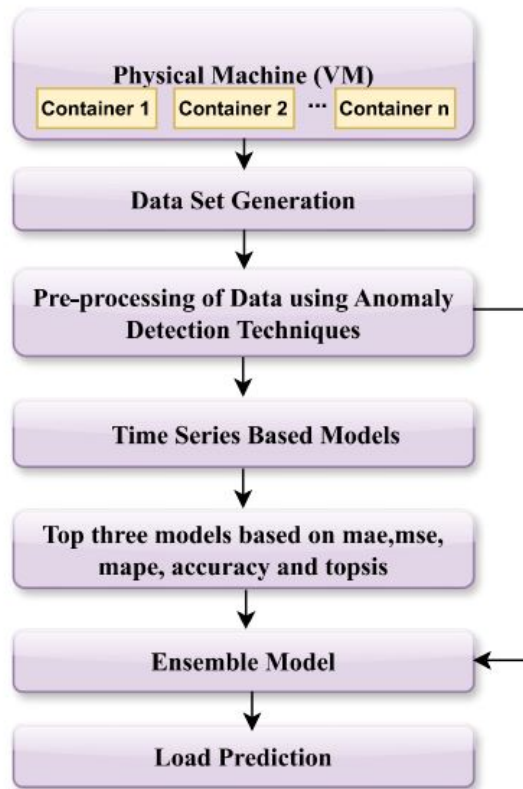 Physical Machine (VM)
Container 1 Container 2 ... Container n
Data Set Generation
Pre-processing of Data using Anomaly
Detection Techniques
Time Series Based Models
Top three models based on mae,mse,
mape, accuracy and topsis
Ensemble Model
Load Prediction